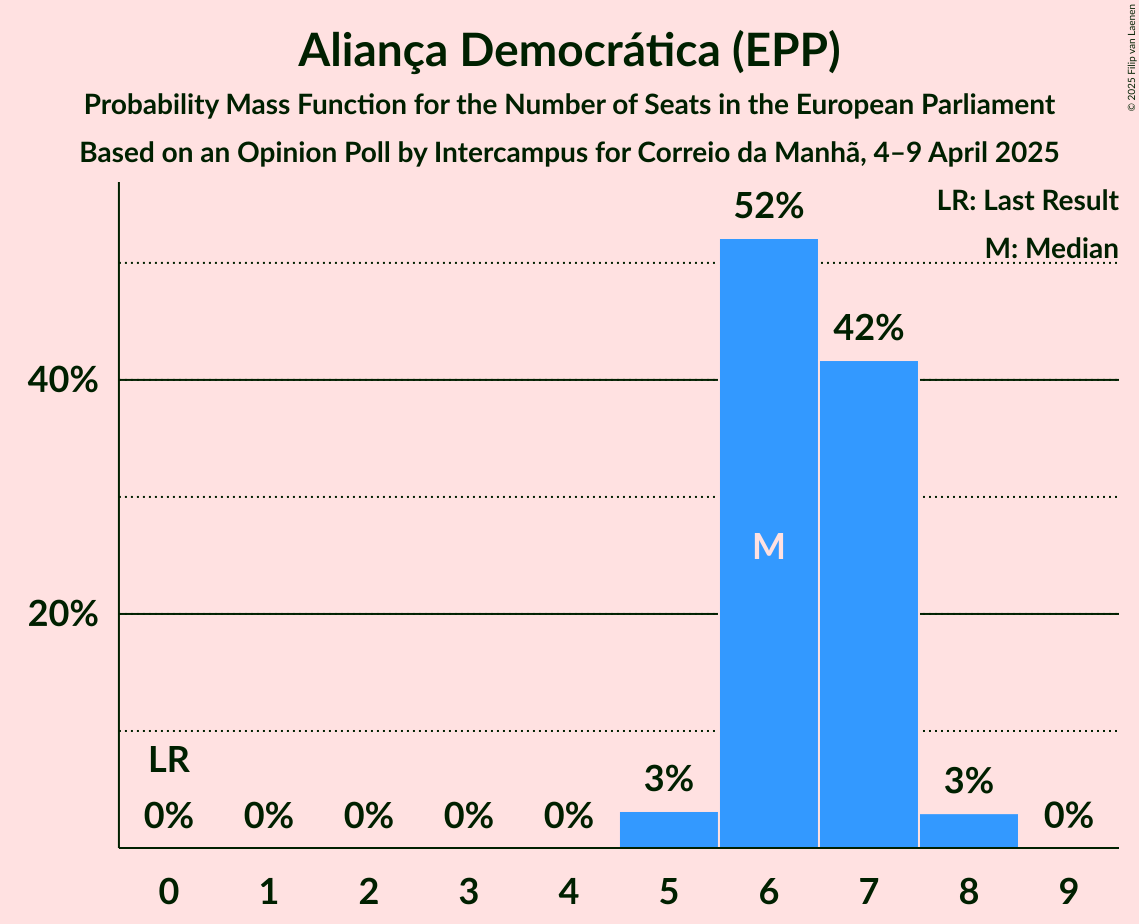 Aliança Democrática (EPP)
Probability Mass Function for the Number of Seats in the European Parliament
Based on an Opinion Poll by Intercampus for Correio da Manhã, 4–9 April 2025
© 2025 Filip van Laenen
LR: Last Result
M: Median
52%
42%
40%
M
20%
LR
3%
3%
0% 0% 0% 0% 0% 0%
0 1 2 3 4 5 6 7 8 9